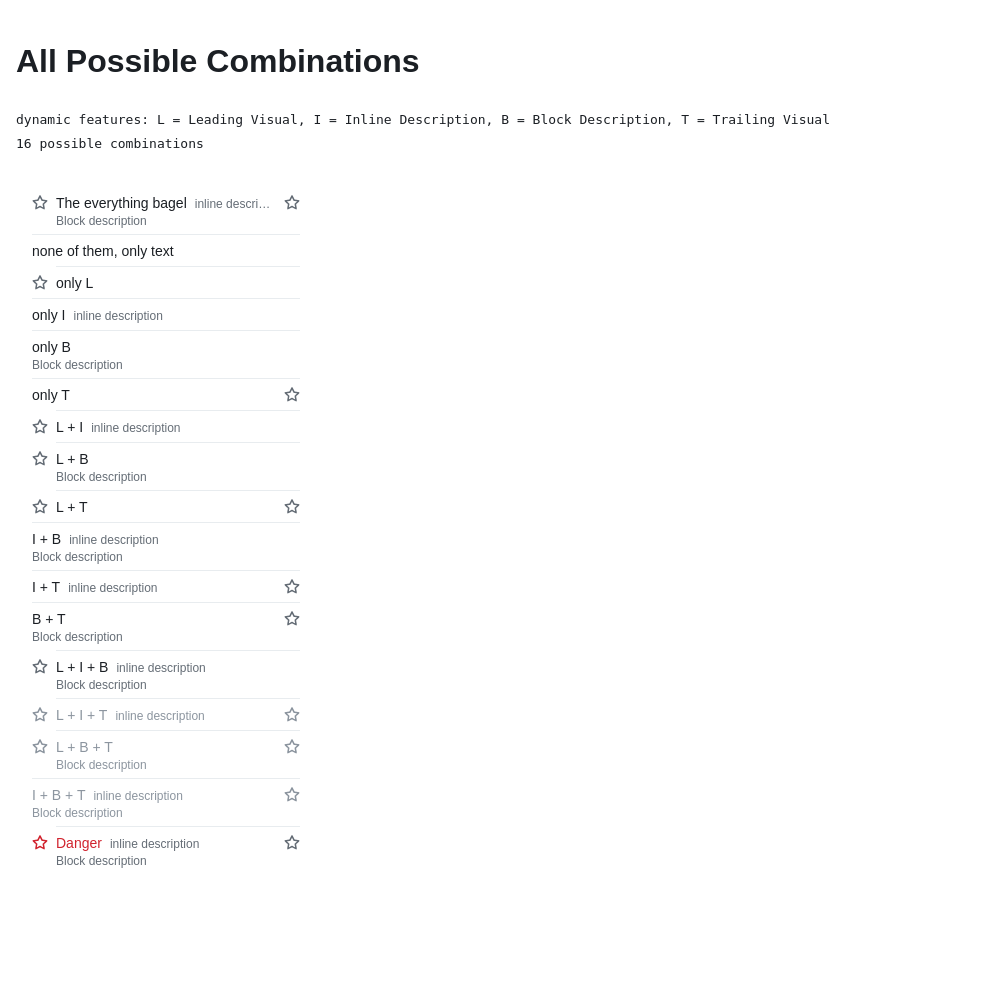 All Possible Combinations
dynamic features: L = Leading Visual, I = Inline Description, B = Block Description, T = Trailing Visual
16 possible combinations
The everything bagel inline descri…
Block description
none of them, only text
only L
only I inline description
only B
Block description
only T
L + I inline description
L + B
Block description
L + T
I + B inline description
Block description
I + T inline description
B + T
Block description
L + I + B inline description
Block description
L + I + T inline description
L + B + T
Block description
I + B + T inline description
Block description
Danger inline description
Block description